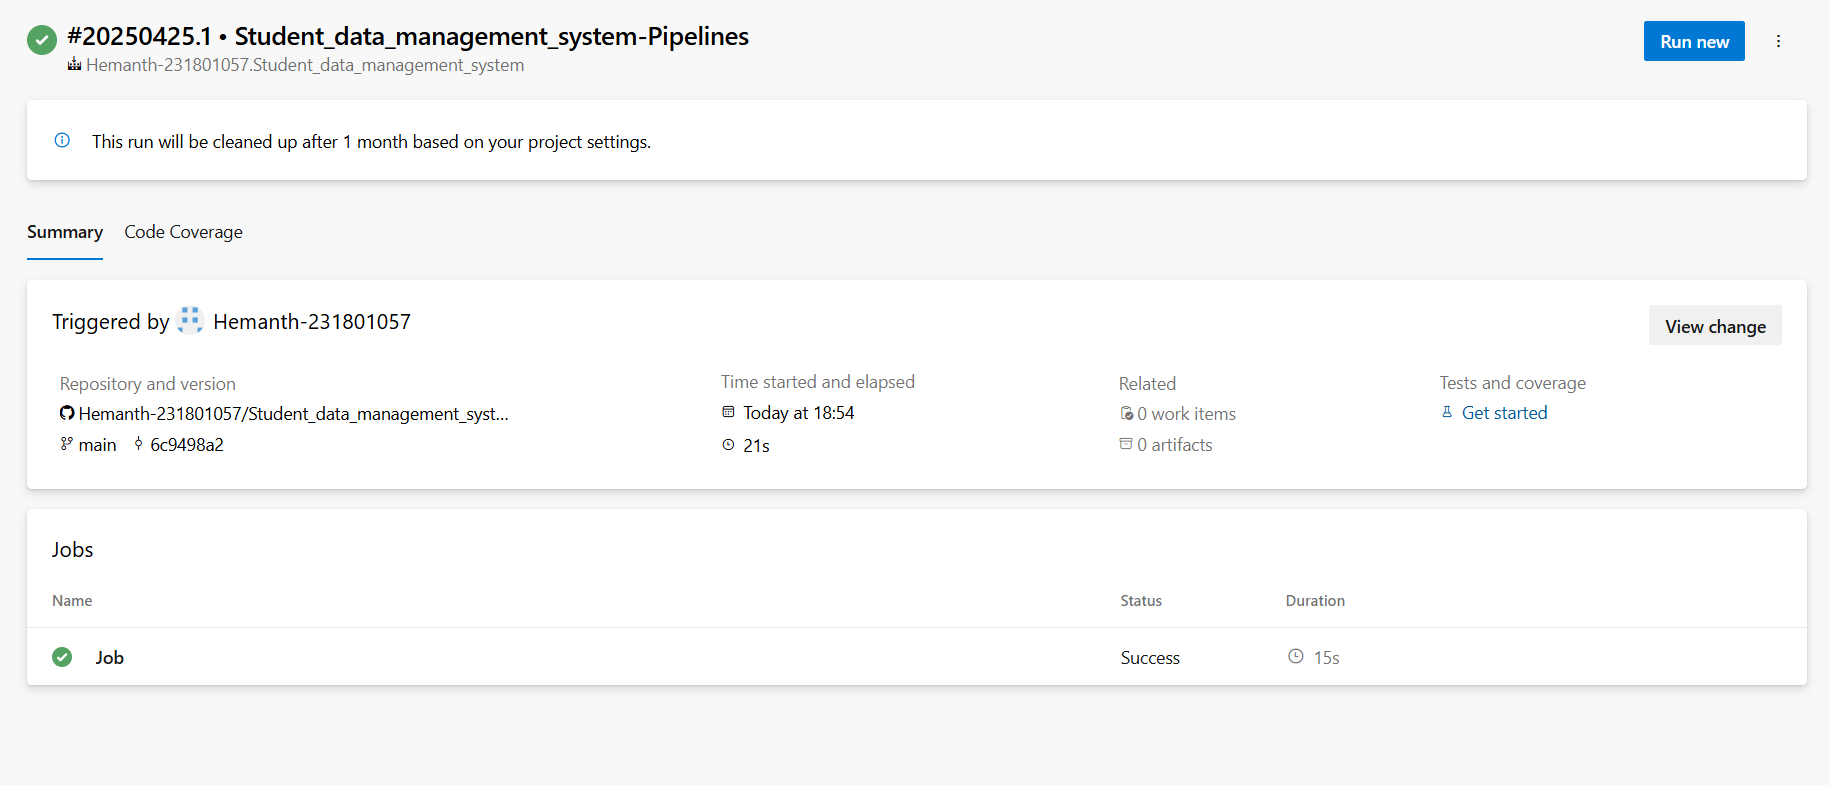 #20250425.1 • Student_data_management_system-Pipelines
Hemanth-231801057.Student_data_management_system
Run new
This run will be cleaned up after 1 month based on your project settings.
Summary
Code Coverage
Triggered by Hemanth-231801057
View change
Repository and version
Hemanth-231801057/Student_data_management_syst...
main 6c9498a2
Time started and elapsed
Today at 18:54
21s
Related
0 work items
0 artifacts
Tests and coverage
Get started
Jobs
Name Status Duration
Job Success 15s